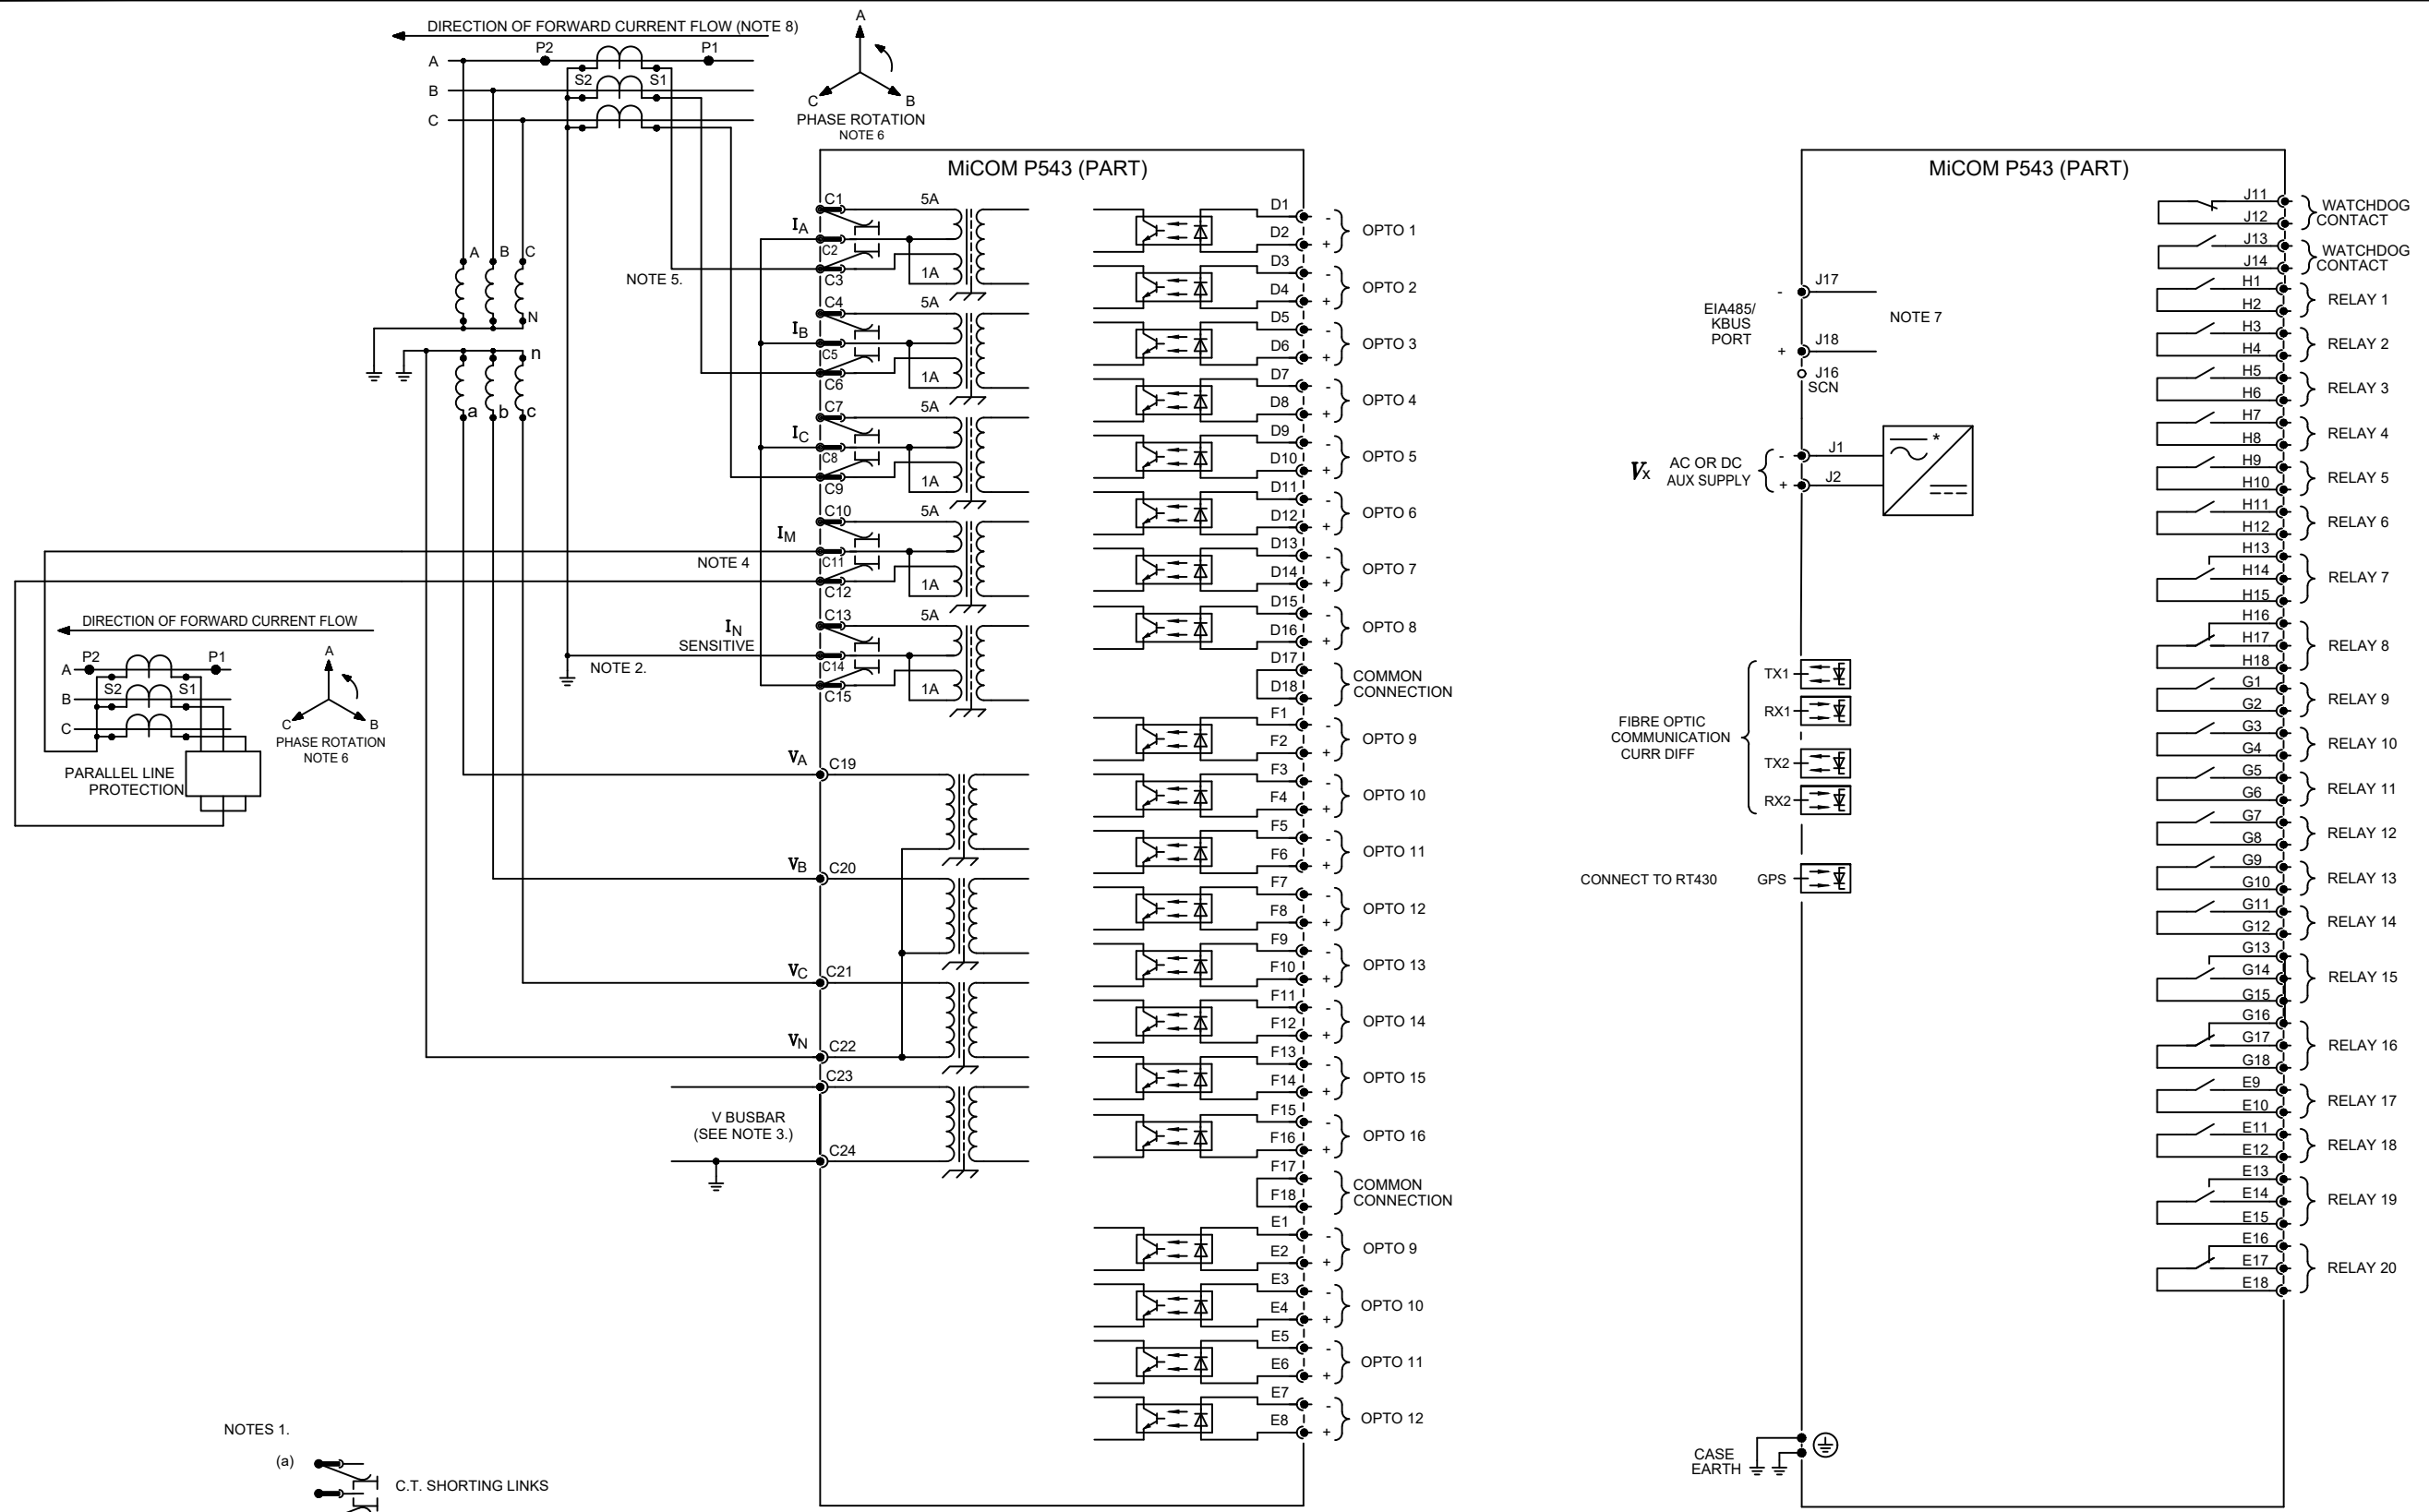 DIRECTION OF FORWARD CURRENT FLOW (NOTE 8)
A
P2
P1
S2
S1
B
C
A
C
B
PHASE ROTATION
NOTE 6
A
B
C
N
n
a
b
c
DIRECTION OF FORWARD CURRENT FLOW
A
P2
P1
S2
S1
B
C
A
C
B
PHASE ROTATION
NOTE 6
PARALLEL LINE
PROTECTION
NOTE 5.
NOTE 4
NOTE 2.
MiCOM P543 (PART)
IA
C1
5A
C2
C3
1A
IB
C4
5A
C5
C6
1A
IC
C7
5A
C8
C9
1A
IM
C10
5A
C11
C12
1A
IN
SENSITIVE
C13
5A
C14
C15
1A
VA
C19
VB
C20
VC
C21
VN
C22
C23
V BUSBAR
(SEE NOTE 3.)
C24
D1
-
D2
+
OPTO 1
D3
-
D4
+
OPTO 2
D5
-
D6
+
OPTO 3
D7
-
D8
+
OPTO 4
D9
-
D10
+
OPTO 5
D11
-
D12
+
OPTO 6
D13
-
D14
+
OPTO 7
D15
-
D16
+
OPTO 8
D17
D18
COMMON
CONNECTION
F1
-
F2
+
OPTO 9
F3
-
F4
+
OPTO 10
F5
-
F6
+
OPTO 11
F7
-
F8
+
OPTO 12
F9
-
F10
+
OPTO 13
F11
-
F12
+
OPTO 14
F13
-
F14
+
OPTO 15
F15
-
F16
+
OPTO 16
F17
F18
COMMON
CONNECTION
E1
-
E2
+
OPTO 9
E3
-
E4
+
OPTO 10
E5
-
E6
+
OPTO 11
E7
-
E8
+
OPTO 12
MiCOM P543 (PART)
EIA485/
KBUS
PORT
-
J17
NOTE 7
+
J18
J16
SCN
Vx
AC OR DC
AUX SUPPLY
-
J1
+
J2
*
FIBRE OPTIC
COMMUNICATION
CURR DIFF
TX1
RX1
TX2
RX2
CONNECT TO RT430
GPS
CASE
EARTH
J11
J12
WATCHDOG
CONTACT
J13
J14
WATCHDOG
CONTACT
H1
H2
RELAY 1
H3
H4
RELAY 2
H5
H6
RELAY 3
H7
H8
RELAY 4
H9
H10
RELAY 5
H11
H12
RELAY 6
H13
H14
H15
RELAY 7
H16
H17
H18
RELAY 8
G1
G2
RELAY 9
G3
G4
RELAY 10
G5
G6
RELAY 11
G7
G8
RELAY 12
G9
G10
RELAY 13
G11
G12
RELAY 14
G13
G14
G15
RELAY 15
G16
G17
G18
RELAY 16
E9
E10
RELAY 17
E11
E12
RELAY 18
E13
E14
E15
RELAY 19
E16
E17
E18
RELAY 20
NOTES 1.
(a)
C.T. SHORTING LINKS